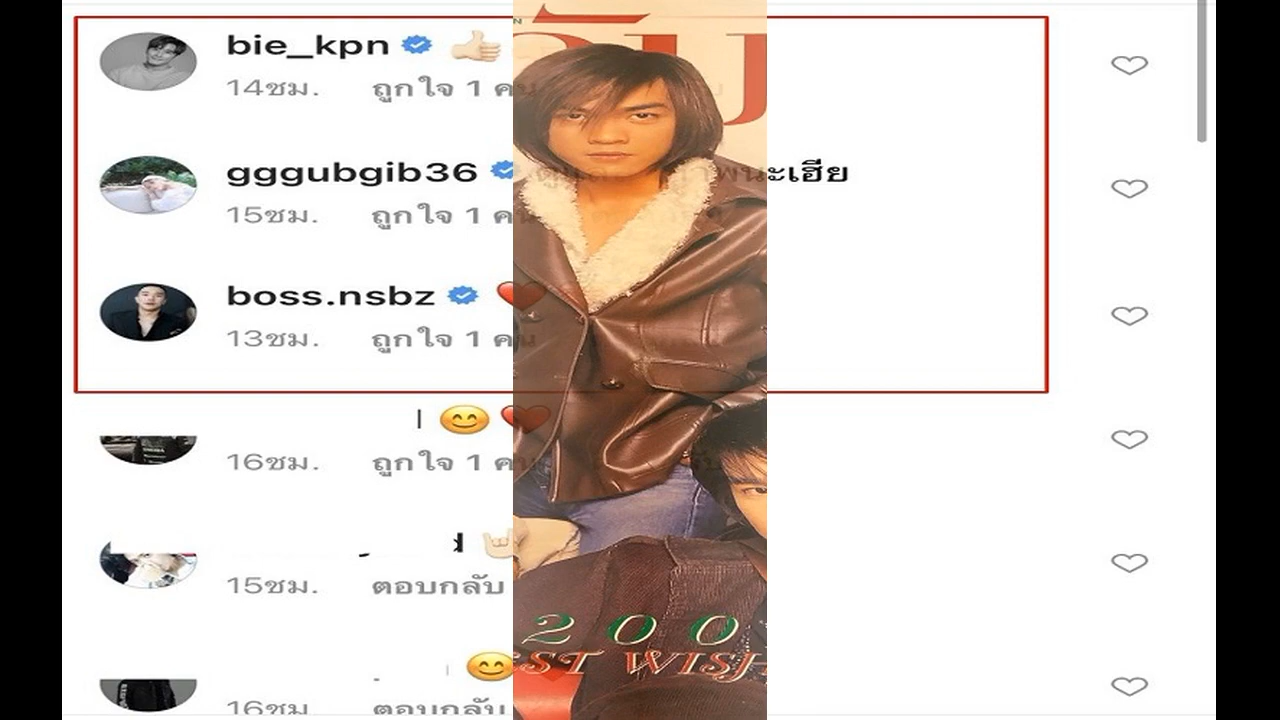 bie_kpn
14ชม. ถูกใจ 1 คน
gggubgib36 นะเฮีย
15ชม. ถูกใจ 1 คน
boss.nsbz
13ชม. ถูกใจ 1 คน
16ชม. ถูกใจ 1 คน
15ชม. ตอบกลับ
200
WISH
16ชม. ตอบกลับ